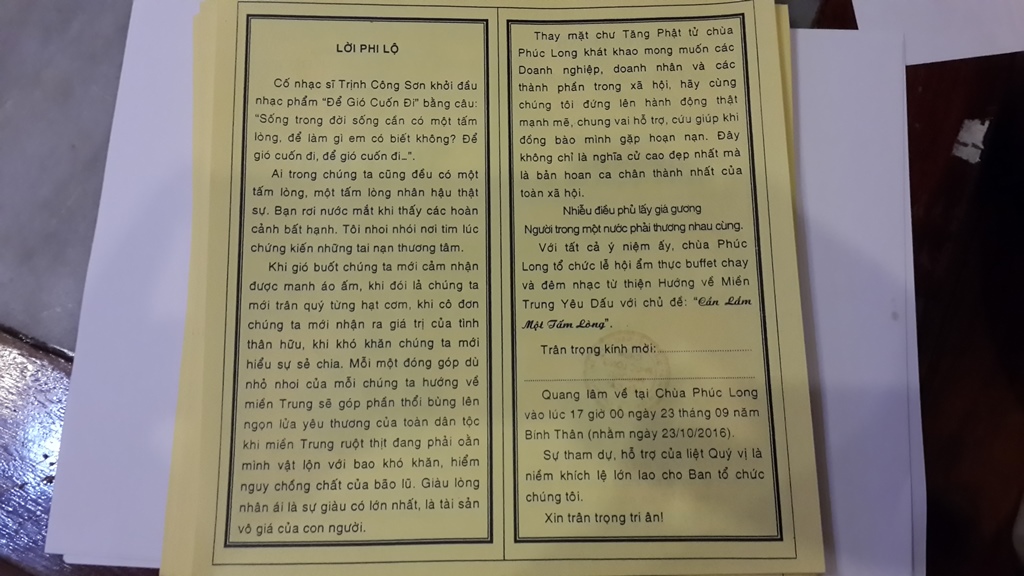 LỜI PHI LỘ
Cố nhạc sĩ Trịnh Công Sơn khởi đầu
nhạc phẩm "Để Gió Cuốn Đi" bằng câu:
"Sống trong đời sống cần có một tấm
lòng, để làm gì em có biết không? Để
gió cuốn đi, để gió cuốn đi...".
Ai trong chúng ta cũng đều có một
tấm lòng, một tấm lòng nhân hậu thật
sự. Bạn rơi nước mắt khi thấy các hoàn
cảnh bất hạnh. Tôi nhoi nhói nơi tim lúc
chứng kiến những tai nạn thương tâm.
Khi gió buốt chúng ta mới cảm nhận
được manh áo ấm, khi đói là chúng ta
mới trân quý từng hạt cơm, khi cô đơn
chúng ta mới nhận ra giá trị của tình
thân hữu, khi khó khăn chúng ta mới
hiểu sự sẻ chia. Mỗi một đóng góp dù
nhỏ nhoi của mỗi chúng ta hướng về
miền Trung sẽ góp phần thổi bùng lên
ngọn lửa yêu thương của toàn dân tộc
khi miền Trung ruột thịt đang phải oằn
mình vật lộn với bao khó khăn, hiểm
nguy chồng chất của bão lũ. Giàu lòng
nhân ái là sự giàu có lớn nhất, là tài sản
vô giá của con người.
Thay mặt chư Tăng Phật tử chùa
Phúc Long khát khao mong muốn các
Doanh nghiệp, doanh nhân và các
thành phần trong xã hội, hãy cùng
chúng tôi đứng lên hành động thật
mạnh mẽ, chung vai hỗ trợ, cứu giúp khi
đồng bào mình gặp hoạn nạn. Đây
không chỉ là nghĩa cử cao đẹp nhất mà
là bản hoan ca chân thành nhất của
toàn xã hội.
Nhiễu điều phủ lấy giá gương
Người trong một nước phải thương nhau cùng.
Với tất cả ý niệm ấy, chùa Phúc
Long tổ chức lễ hội ẩm thực buffet chay
và đêm nhạc từ thiện Hướng về Miền
Trung Yêu Dấu với chủ đề: "Cần Lắm
Một Tấm Lòng".
Trân trọng kính mời:
Quang lâm về tại Chùa Phúc Long
vào lúc 17 giờ 00 ngày 23 tháng 09 năm
Bính Thân (nhằm ngày 23/10/2016).
Sự tham dự, hỗ trợ của liệt Quý vị là
niềm khích lệ lớn lao cho Ban tổ chức
chúng tôi.
Xin trân trọng tri ân!